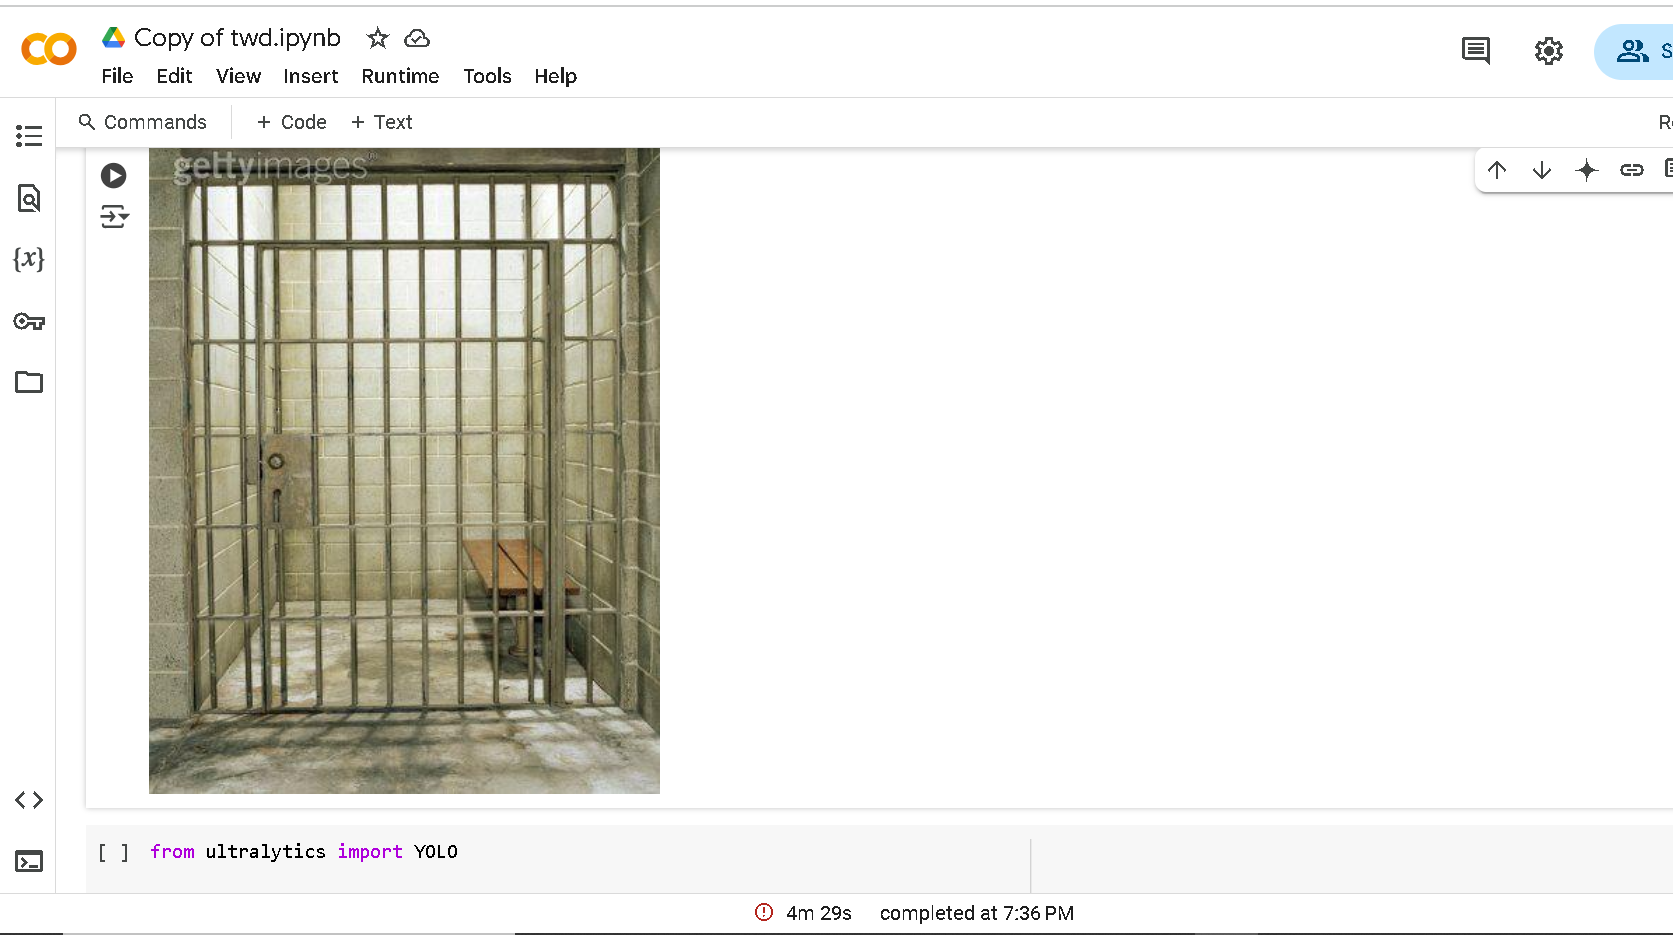 Copy of twd.ipynb
File Edit View Insert Runtime Tools Help
Commands + Code + Text
gettyimages
[ ] from ultralytics import YOLO
4m 29s completed at 7:36 PM